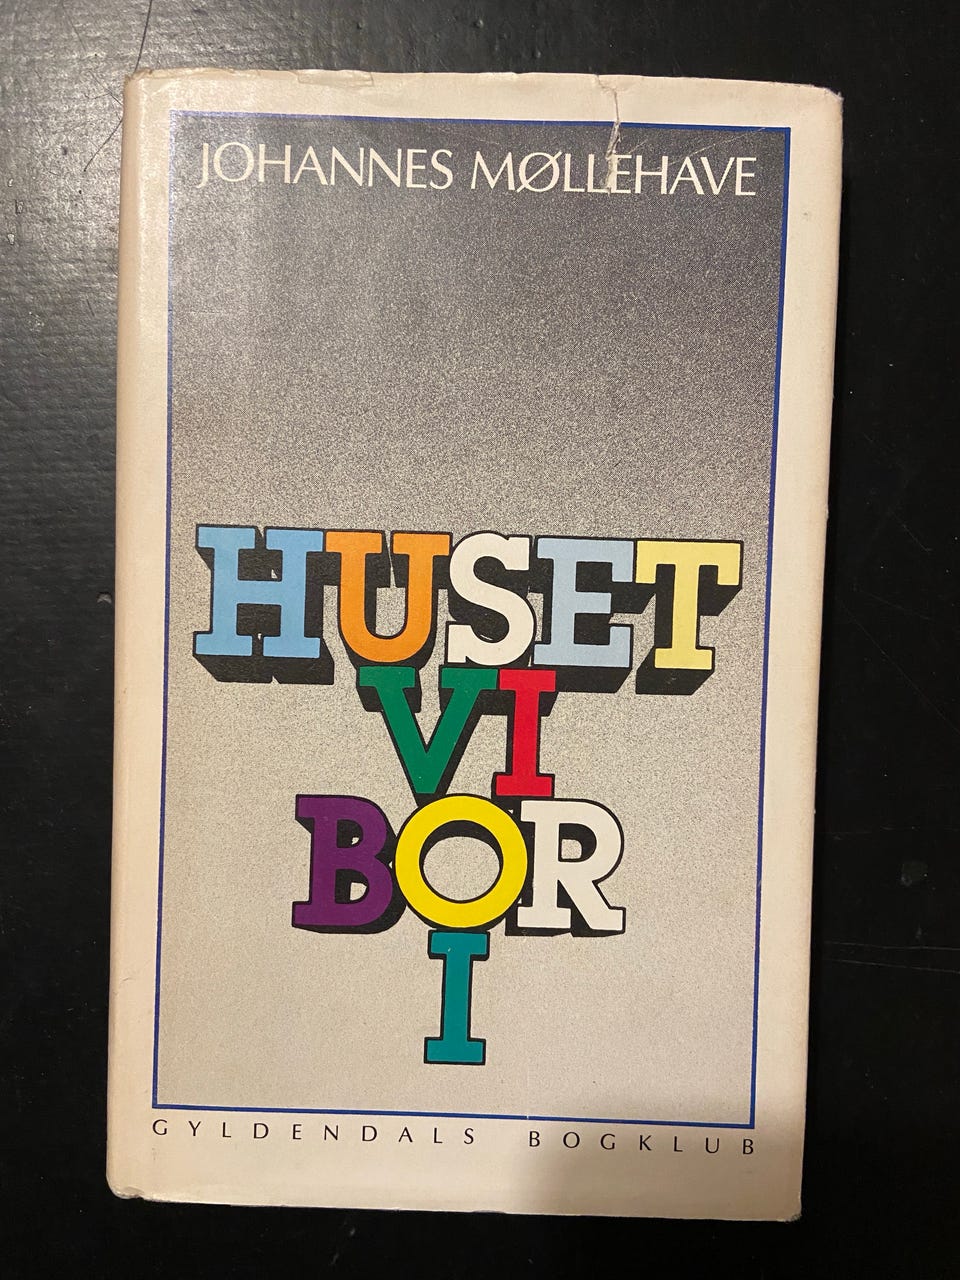 JOHANNES MØLLEHAVE
HUSET
VI
BOR
I
GYLDENDALS BOGKLUB